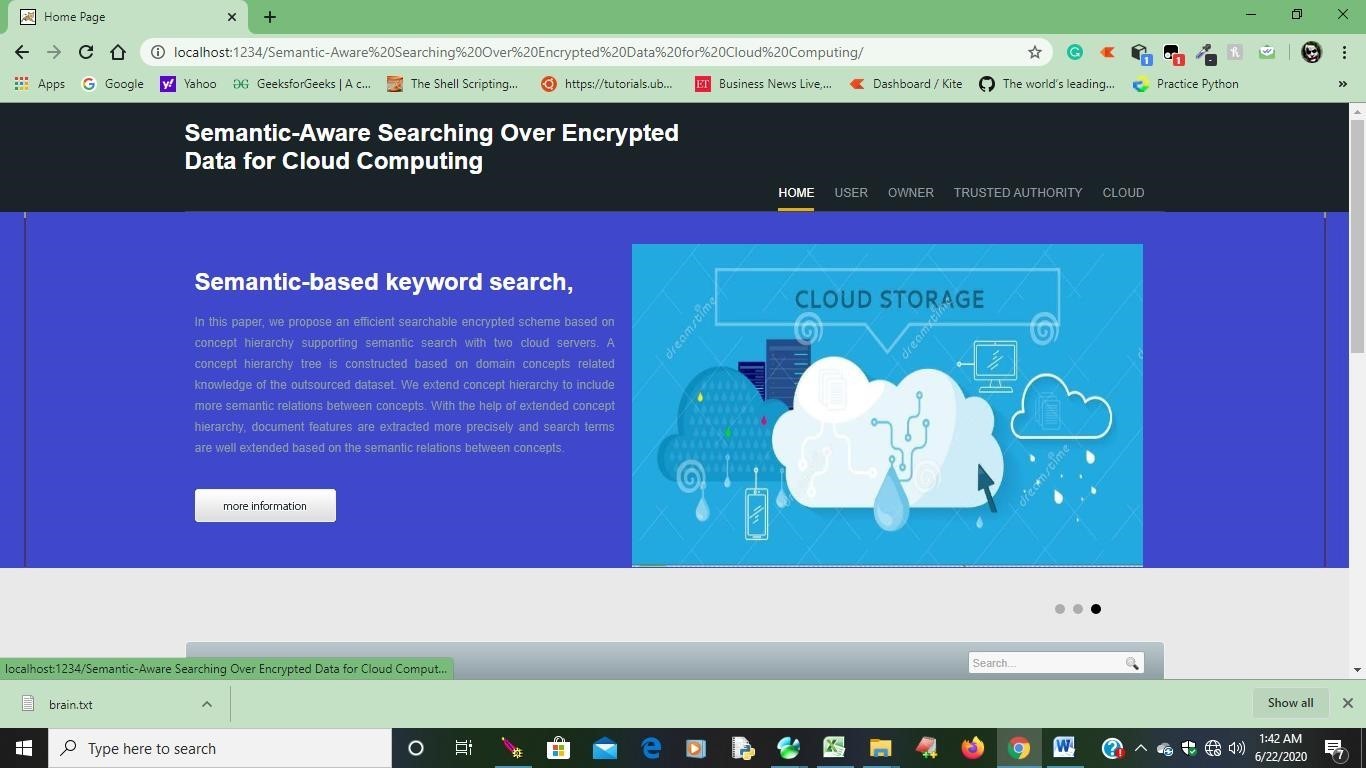 Home Page
localhost:1234/Semantic-Aware%20Searching%20Over%20Encrypted%20Data%20for%20Cloud%20Computing/
1
1
Apps
Google
Yahoo
GeeksforGeeks | A c...
The Shell Scripting...
https://tutorials.ub...
ET
Business News Live,...
Dashboard / Kite
The world's leading...
Practice Python
»
Semantic-Aware Searching Over Encrypted
Data for Cloud Computing
HOME
USER
OWNER
TRUSTED AUTHORITY
CLOUD
Semantic-based keyword search,
In this paper, we propose an efficient searchable encrypted scheme based on
concept hierarchy supporting semantic search with two cloud servers. A
concept hierarchy tree is constructed based on domain concepts related
knowledge of the outsourced dataset. We extend concept hierarchy to include
more semantic relations between concepts. With the help of extended concept
hierarchy, document features are extracted more precisely and search terms
are well extended based on the semantic relations between concepts.
more information
CLOUD STORAGE
dreamstime
dreamstime
dreamstime
Search...
localhost:1234/Semantic-Aware Searching Over Encrypted Data for Cloud Comput...
brain.txt
Show all
Type here to search
1:42 AM
6/22/2020
7